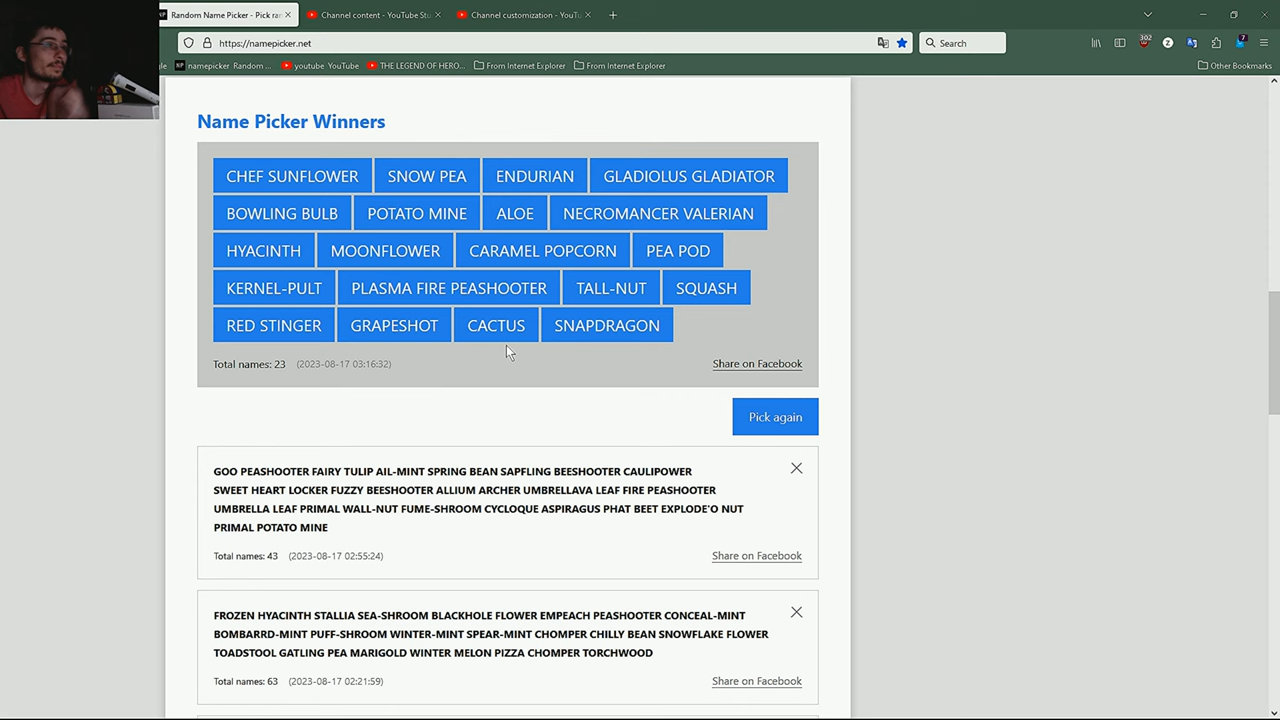 Random Name Picker - Pick ran
Channel content - YouTube Stu
Channel customization - YouTu
https://namepicker.net
Search
302
7
gle
namepicker Random ...
youtube YouTube
THE LEGEND OF HERO...
From Internet Explorer
From Internet Explorer
Other Bookmarks
Name Picker Winners
CHEF SUNFLOWER SNOW PEA ENDURIAN GLADIOLUS GLADIATOR
BOWLING BULB POTATO MINE ALOE NECROMANCER VALERIAN
HYACINTH MOONFLOWER CARAMEL POPCORN PEA POD
KERNEL-PULT PLASMA FIRE PEASHOOTER TALL-NUT SQUASH
RED STINGER GRAPESHOT CACTUS SNAPDRAGON
Total names: 23 (2023-08-17 03:16:32) Share on Facebook
Pick again
GOO PEASHOOTER FAIRY TULIP AIL-MINT SPRING BEAN SAPFLING BEESHOOTER CAULIPOWER
SWEET HEART LOCKER FUZZY BEESHOOTER ALLIUM ARCHER UMBRELLAVA LEAF FIRE PEASHOOTER
UMBRELLA LEAF PRIMAL WALL-NUT FUME-SHROOM CYCLOQUE ASPIRAGUS PHAT BEET EXPLODE'O NUT
PRIMAL POTATO MINE
Total names: 43 (2023-08-17 02:55:24) Share on Facebook
FROZEN HYACINTH STALLIA SEA-SHROOM BLACKHOLE FLOWER EMPEACH PEASHOOTER CONCEAL-MINT
BOMBARRD-MINT PUFF-SHROOM WINTER-MINT SPEAR-MINT CHOMPER CHILLY BEAN SNOWFLAKE FLOWER
TOADSTOOL GATLING PEA MARIGOLD WINTER MELON PIZZA CHOMPER TORCHWOOD
Total names: 63 (2023-08-17 02:21:59) Share on Facebook